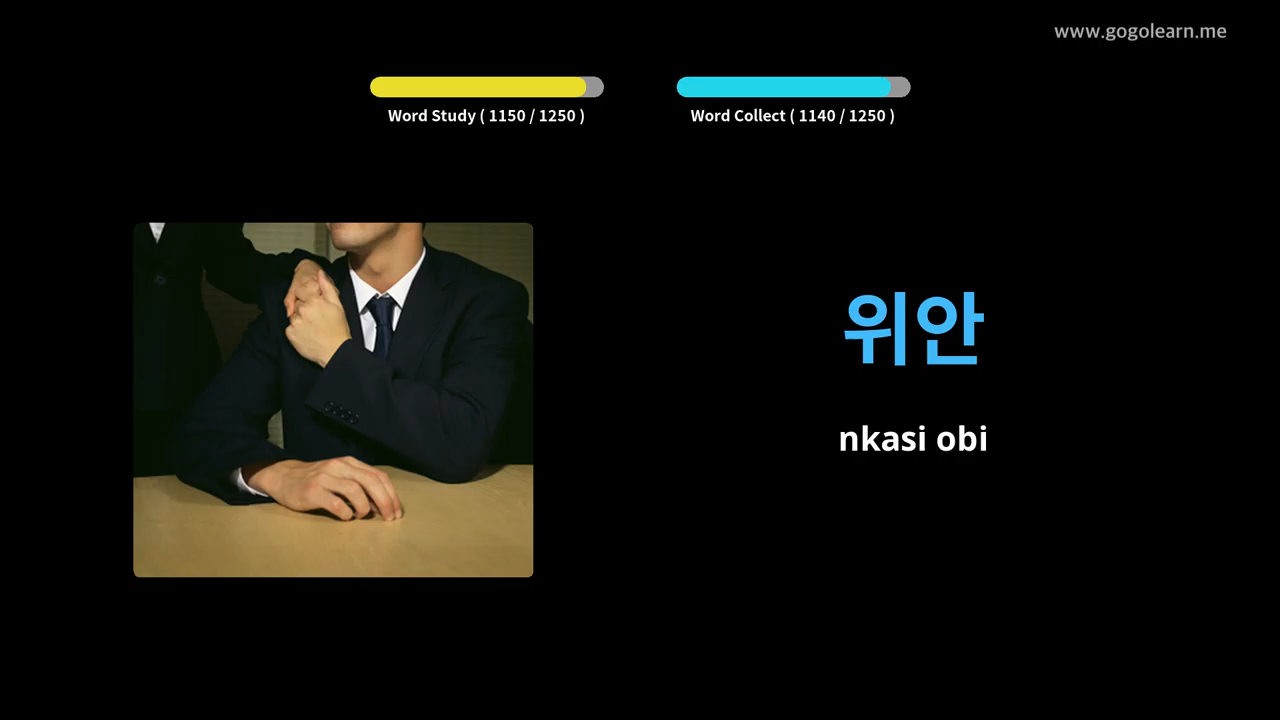 www.gogolearn.me
Word Study ( 1150 / 1250 )
Word Collect ( 1140 / 1250 )
위안
nkasi obi